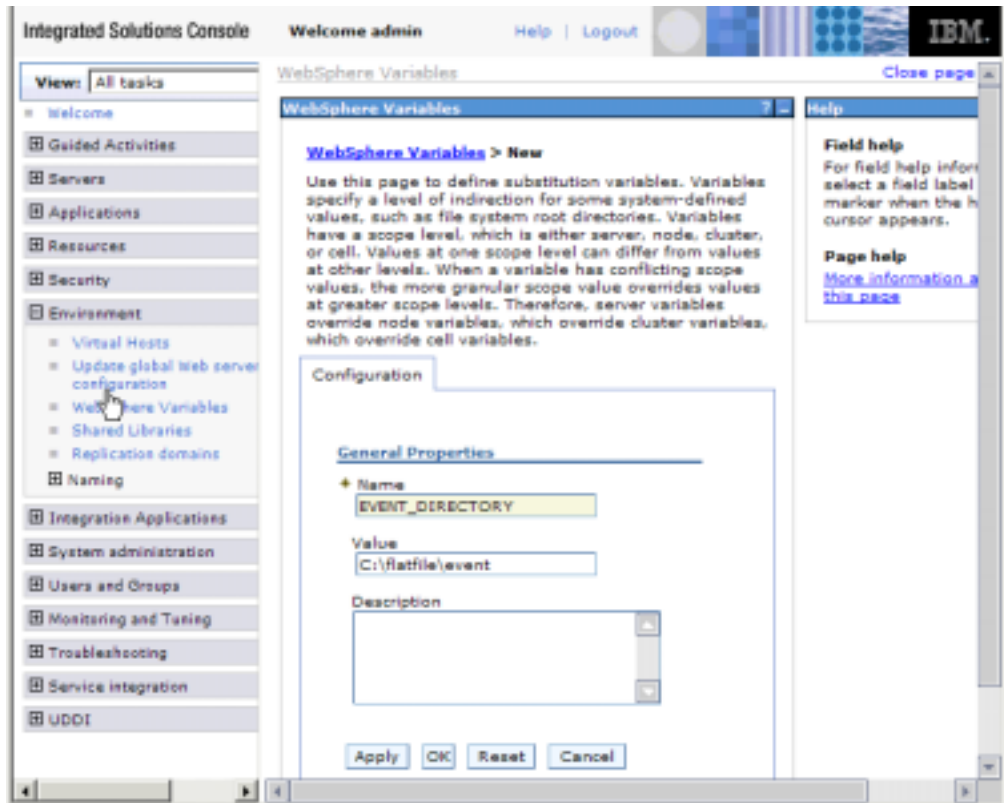 Integrated Solutions Console
Welcome admin
Help | Logout
IBM.
View: All tasks
Welcome
Guided Activities
Servers
Applications
Resources
Security
Environment
Virtual Hosts
Update global Web server
configuration
WebSphere Variables
Shared Libraries
Replication domains
Naming
Integration Applications
System administration
Users and Groups
Monitoring and Tuning
Troubleshooting
Service integration
UDDI
WebSphere Variables
Close page
WebSphere Variables
? -
WebSphere Variables > New
Use this page to define substitution variables. Variables
specify a level of indirection for some system-defined
values, such as file system root directories. Variables
have a scope level, which is either server, node, cluster,
or cell. Values at one scope level can differ from values
at other levels. When a variable has conflicting scope
values, the more granular scope value overrides values
at greater scope levels. Therefore, server variables
override node variables, which override cluster variables,
which override cell variables.
Configuration
General Properties
Name
EVENT_DIRECTORY
Value
C:\flatfile\event
Description
Apply
OK
Reset
Cancel
Help
Field help
For field help inforn
select a field label
marker when the h
cursor appears.
Page help
More information a
this page